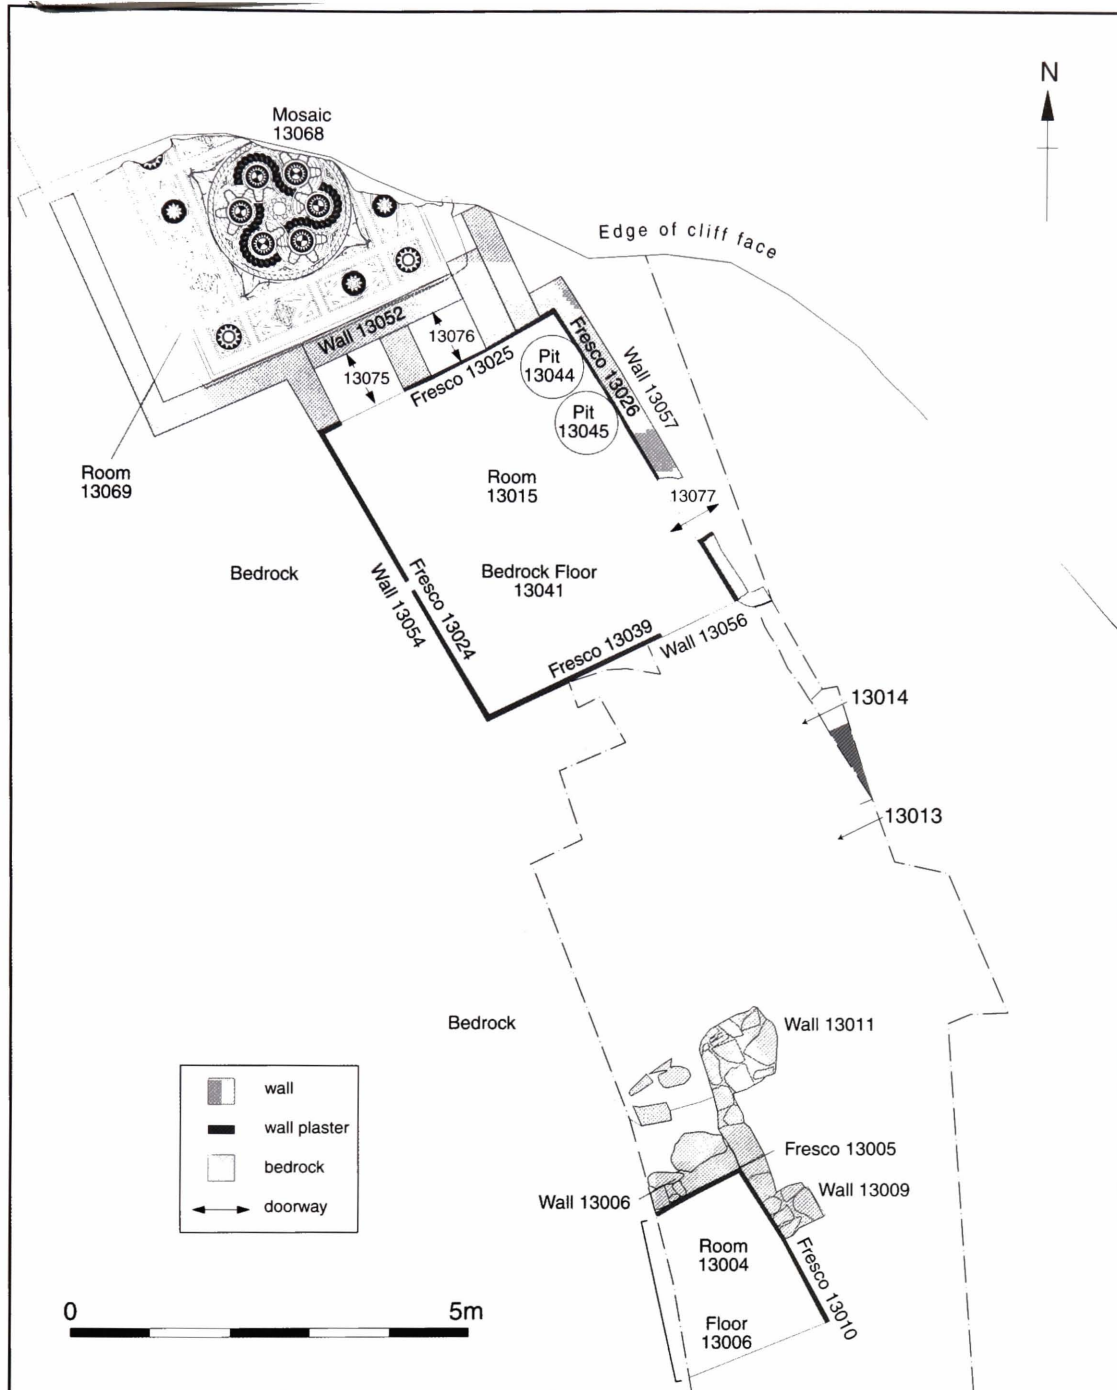 N
Mosaic
13068
Edge of cliff face
Wall 13052
13076
13075
Fresco 13025
Fresco 13026
Wall 13057
Pit
13044
Pit
13045
Room
13069
Room
13015
13077
Bedrock
Bedrock Floor
13041
Fresco 13024
Wall 13054
Fresco 13039
Wall 13056
13014
13013
Bedrock
Wall 13011
wall
wall plaster
bedrock
doorway
Fresco 13005
Wall 13006
Wall 13009
Room
13004
Fresco 13010
Floor
13006
0
5m